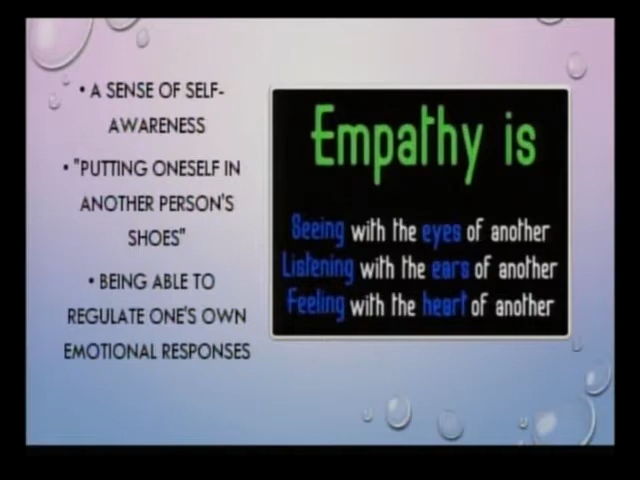 • A SENSE OF SELF-
AWARENESS
• "PUTTING ONESELF IN
ANOTHER PERSON'S
SHOES"
• BEING ABLE TO
REGULATE ONE'S OWN
EMOTIONAL RESPONSES
Empathy is
Seeing with the eyes of another
Listening with the ears of another
Feeling with the heart of another